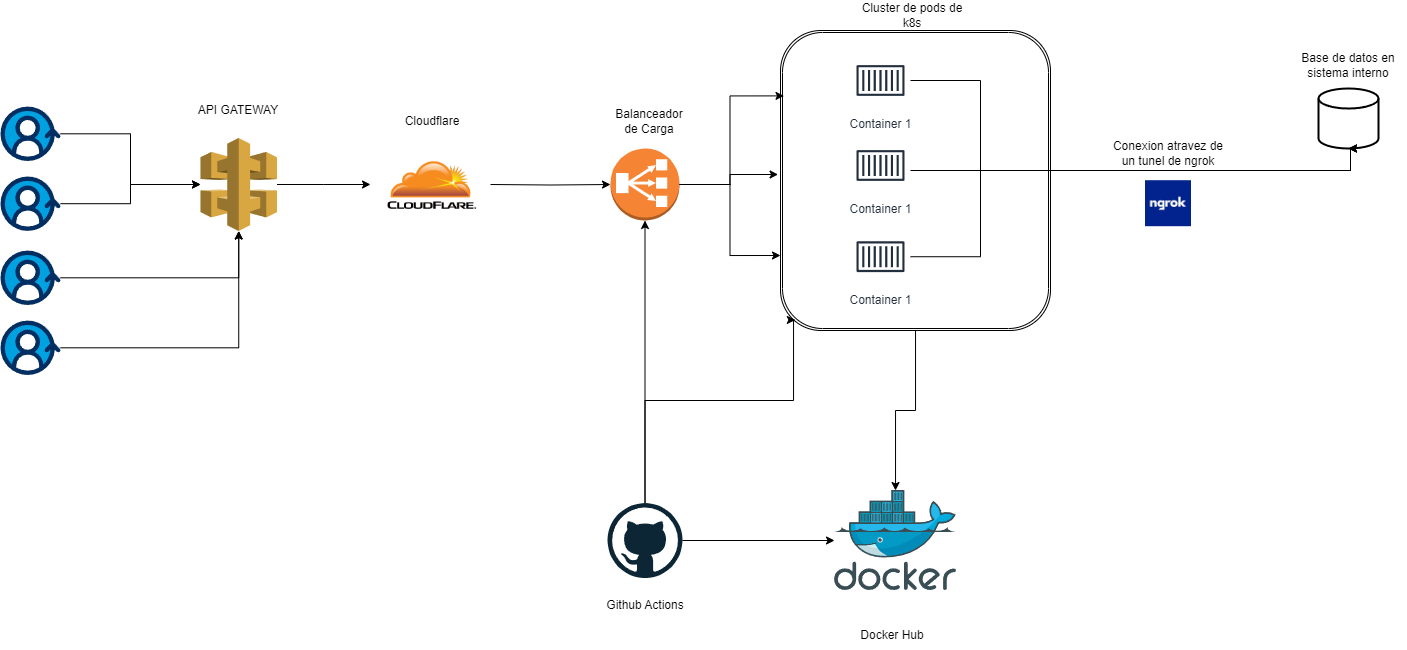 Cluster de pods de
k8s
Base de datos en
sistema interno
API GATEWAY
Cloudflare
Balanceador
de Carga
Container 1
Conexion atravez de
un tunel de ngrok
CLOUDFLARE.
ngrok
Container 1
Container 1
docker
Github Actions
Docker Hub